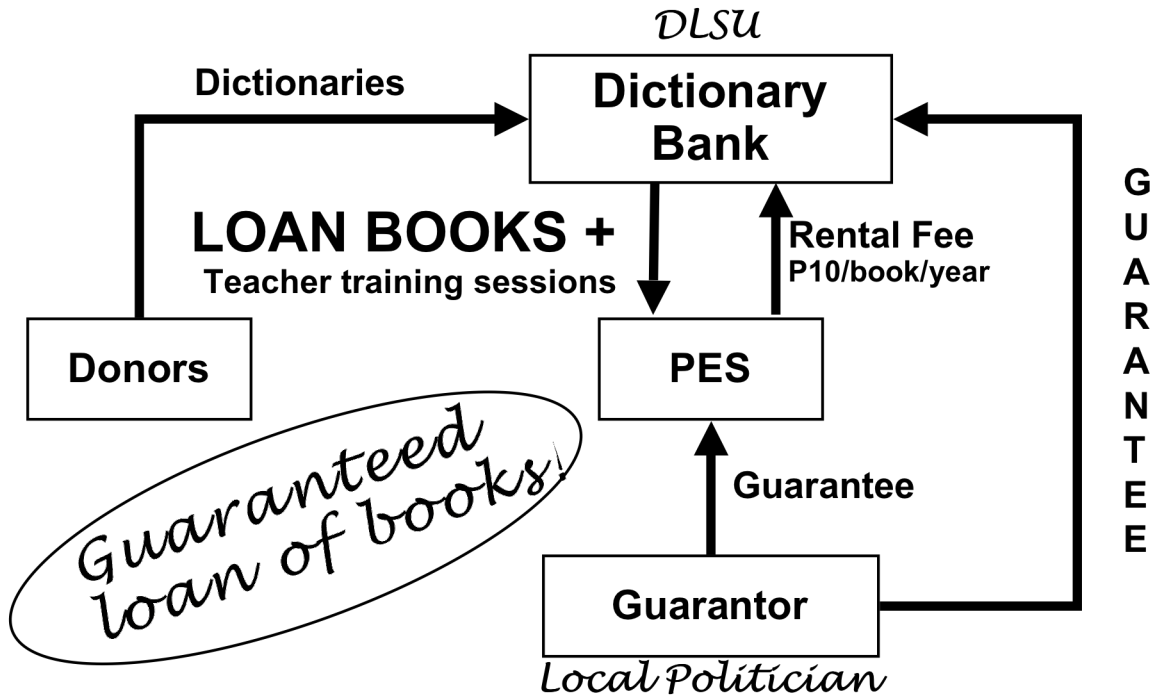 DLSU
Dictionaries
Dictionary
Bank
LOAN BOOKS +
Teacher training sessions
Rental Fee
P10/book/year
GUARANTEE
Donors
PES
Guaranteed
loan of books!
Guarantee
Guarantor
Local Politician